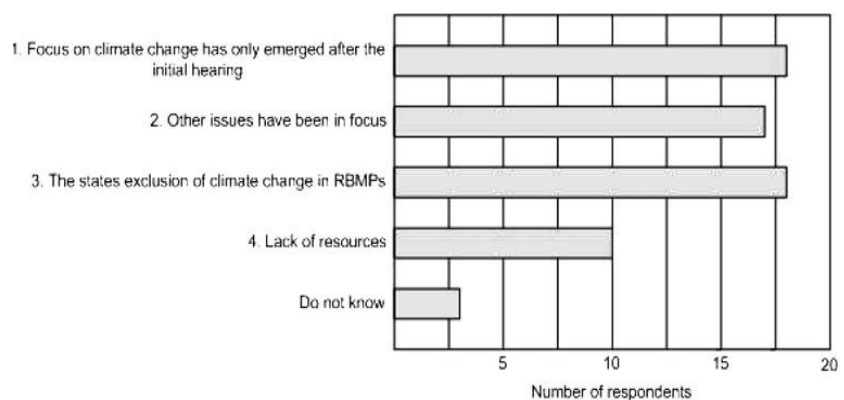 1. Focus on climate change has only emerged after the
initial hearing
2. Other issues have been in focus
3. The states exclusion of climate change in RBMPs
4. Lack of resources
Do not know
5 10 15 20
Number of respondents